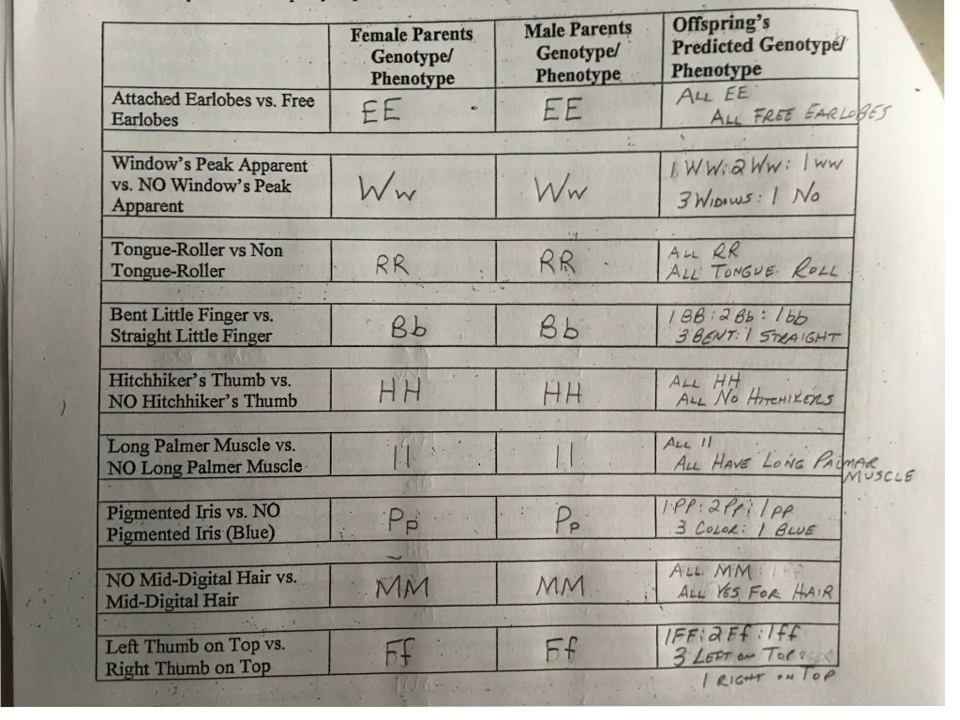 Female Parents Genotype/ Phenotype
Male Parents Genotype/ Phenotype
Offspring's Predicted Genotype/ Phenotype
Attached Earlobes vs. Free Earlobes
EE
EE
ALL EE
ALL FREE EARLOBES
Window's Peak Apparent vs. NO Window's Peak Apparent
Ww
Ww
1 WW: 2 Ww: 1 ww
3 WIDOWS: 1 NO
Tongue-Roller vs Non Tongue-Roller
RR
RR
ALL RR
ALL TONGUE ROLL
Bent Little Finger vs. Straight Little Finger
Bb
Bb
1 BB: 2 Bb: 1bb
3 BENT: 1 STRAIGHT
Hitchhiker's Thumb vs. NO Hitchhiker's Thumb
HH
HH
ALL HH
ALL NO HITCHIKERS
Long Palmer Muscle vs. NO Long Palmer Muscle
ll
ll
ALL ll
ALL HAVE LONG PALMAR MUSCLE
Pigmented Iris vs. NO Pigmented Iris (Blue)
Pp
Pp
1 PP: 2 Pp: 1 pp
3 COLOR: 1 BLUE
NO Mid-Digital Hair vs. Mid-Digital Hair
MM
MM
ALL MM
ALL YES FOR HAIR
Left Thumb on Top vs. Right Thumb on Top
Ff
Ff
1FF: 2 Ff: 1ff
3 LEFT on TOP:
1 RIGHT ON TOP